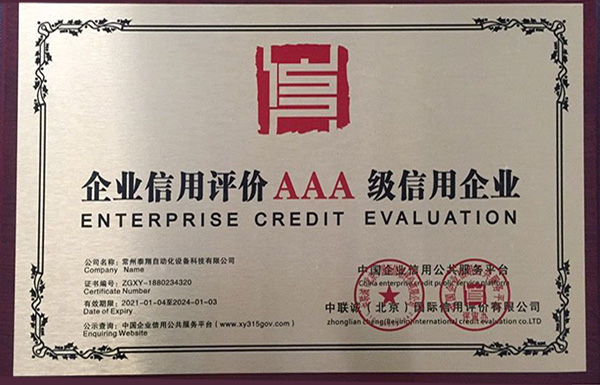 信
企业信用评价AAA级信用企业
ENTERPRISE CREDIT EVALUATION
公司名称：常州泰翔自动化设备科技有限公司
Company Name
证书编号：ZGXY-1880234320
Certificate Number
有效期限：2021-01-04至2024-01-03
Date of Expiry
公示查询：中国企业信用公共服务平台（www.xy315gov.com）
Enquiring Website
中国企业信用公共服务平台
China enterprise credit public service platform
中联诚（北京）国际信用评价有限公司
zhonglian cheng(Beijing)International credit evaluation co.LTD